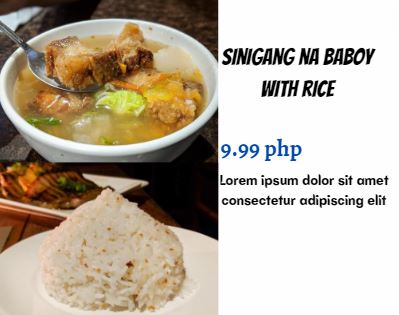 SINIGANG NA BABOY
WITH RICE
9.99 php
Lorem ipsum dolor sit amet
consectetur adipiscing elit